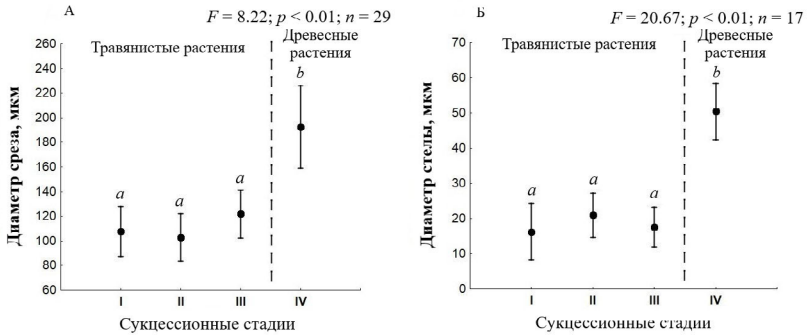 А
F = 8.22; p < 0.01; n = 29
Травянистые растения
Древесные
растения
Диаметр среза, мкм
260
240
220
200
180
160
140
120
100
80
60
a
a
a
b
I
II
III
IV
Сукцессионные стадии
Б
F = 20.67; p < 0.01; n = 17
Травянистые растения
Древесные
растения
Диаметр стелы, мкм
70
60
50
40
30
20
10
0
a
a
a
b
I
II
III
IV
Сукцессионные стадии